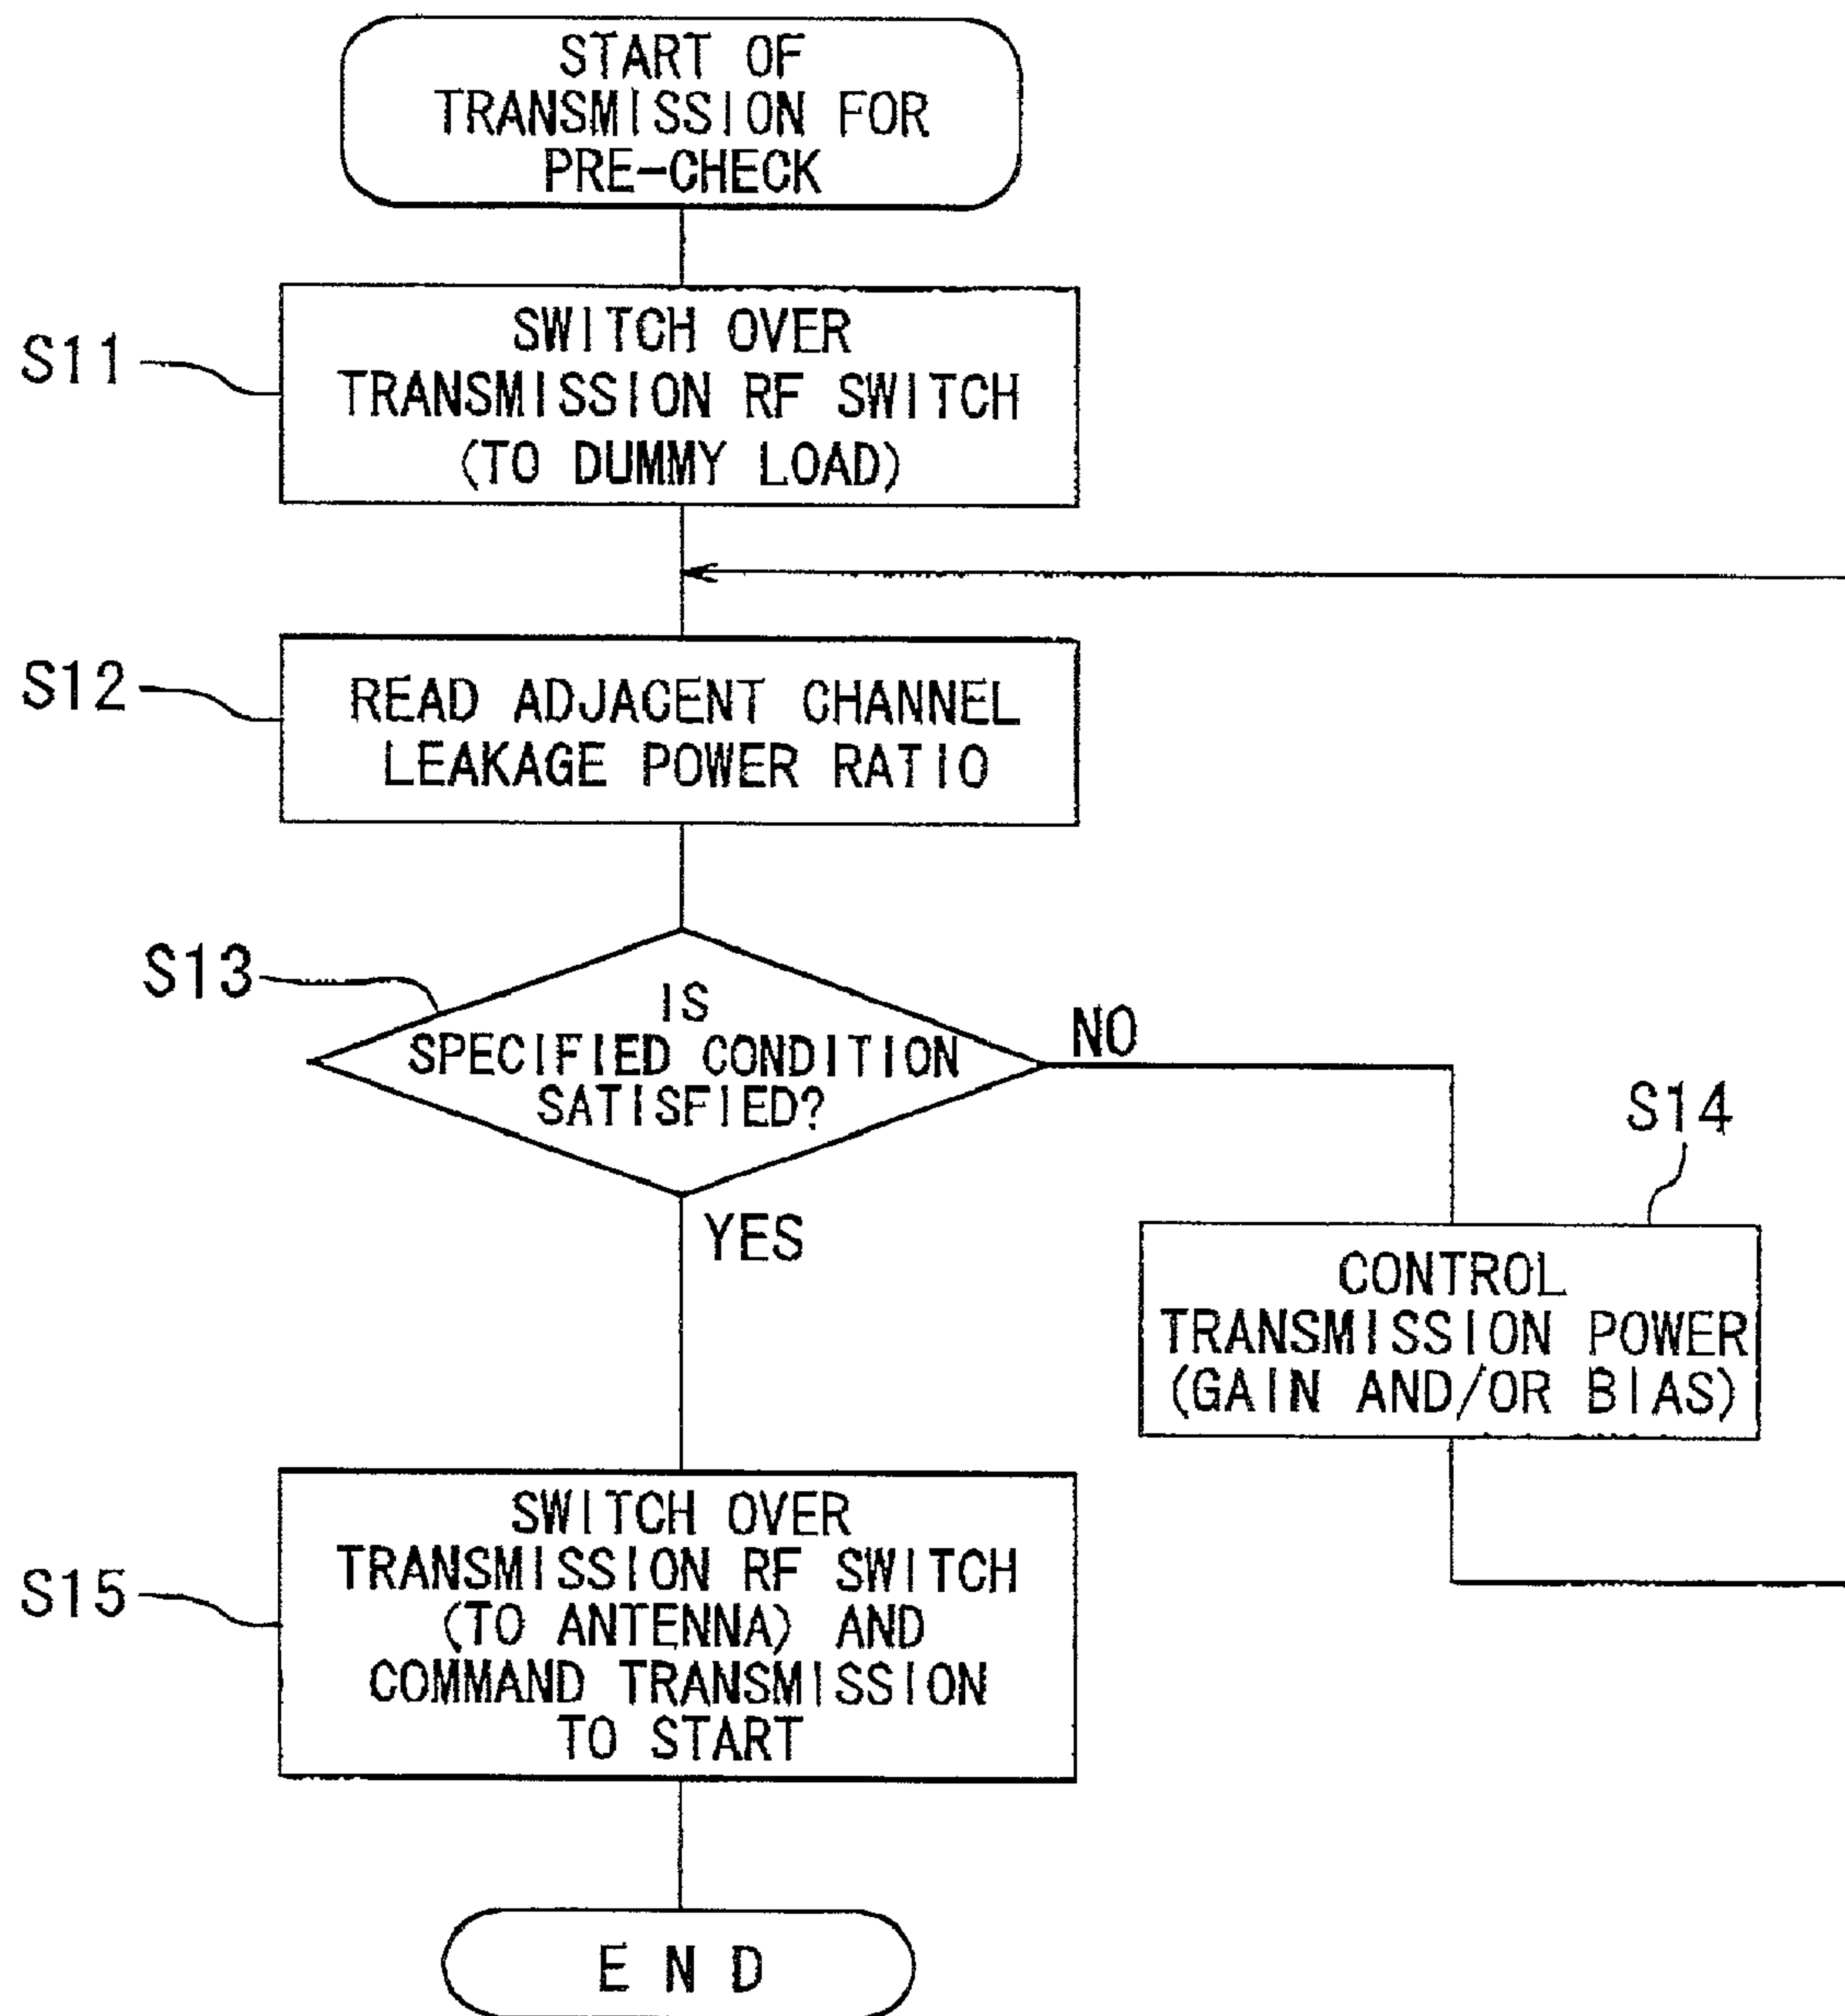 START OF
TRANSMISSION FOR
PRE-CHECK
S11
SWITCH OVER
TRANSMISSION RF SWITCH
(TO DUMMY LOAD)
S12
READ ADJACENT CHANNEL
LEAKAGE POWER RATIO
S13
IS
SPECIFIED CONDITION
SATISFIED?
NO
YES
S14
CONTROL
TRANSMISSION POWER
(GAIN AND/OR BIAS)
S15
SWITCH OVER
TRANSMISSION RF SWITCH
(TO ANTENNA) AND
COMMAND TRANSMISSION
TO START
END